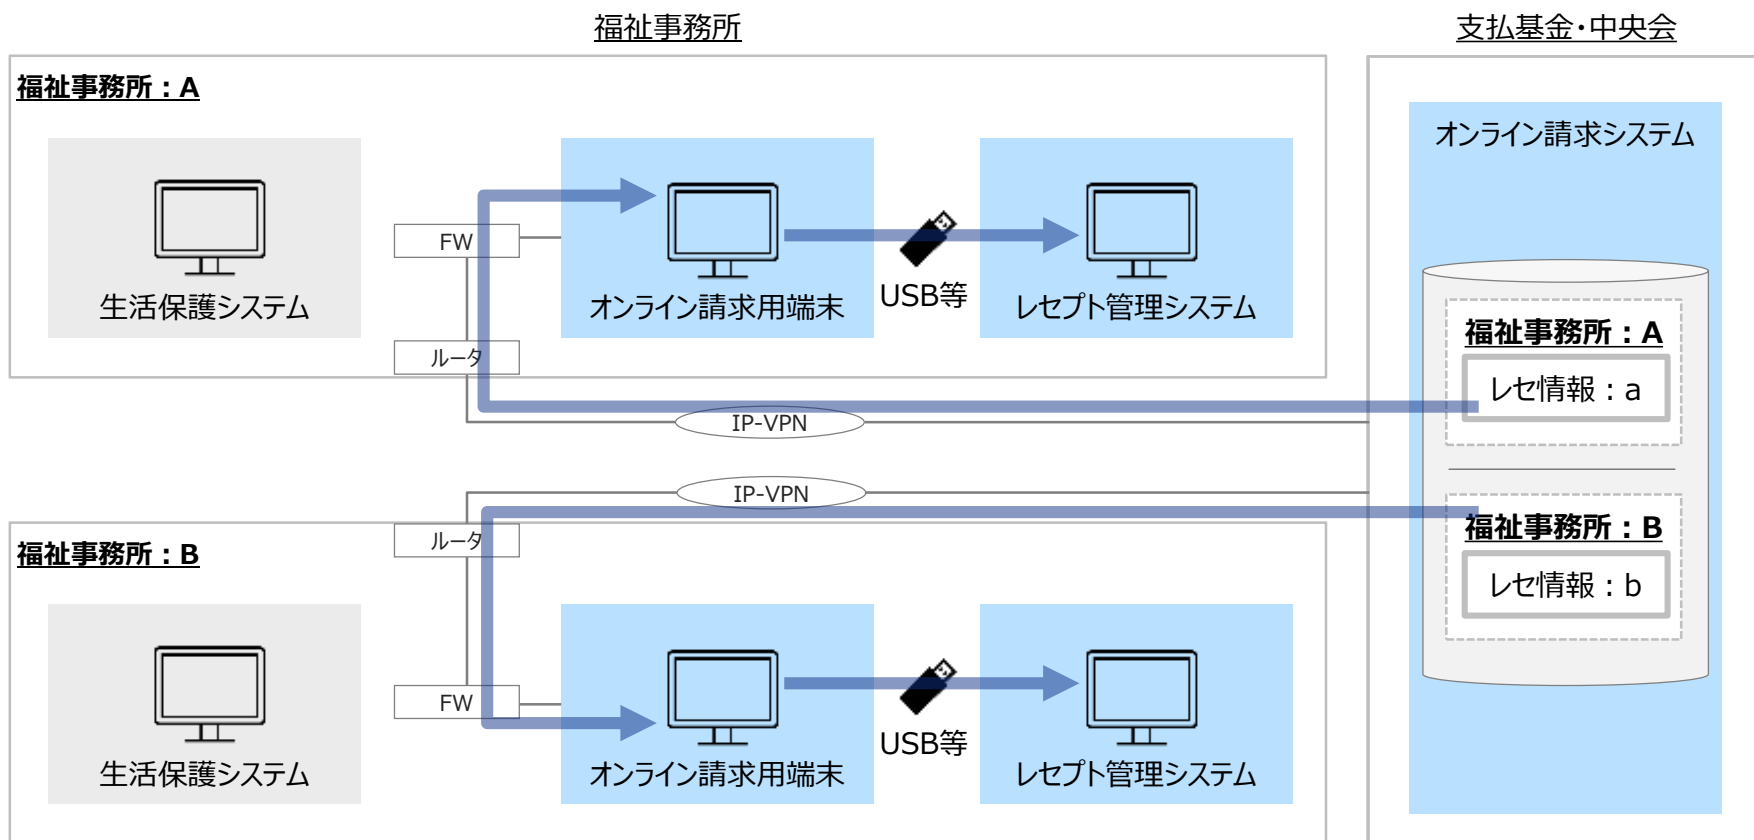 福祉事務所
支払基金・中央会
福祉事務所：A
オンライン請求システム
FW
生活保護システム
オンライン請求用端末
USB等
レセプト管理システム
ルータ
IP-VPN
福祉事務所：A
レセ情報：a
IP-VPN
福祉事務所：B
レセ情報：b
福祉事務所：B
ルータ
FW
生活保護システム
オンライン請求用端末
USB等
レセプト管理システム